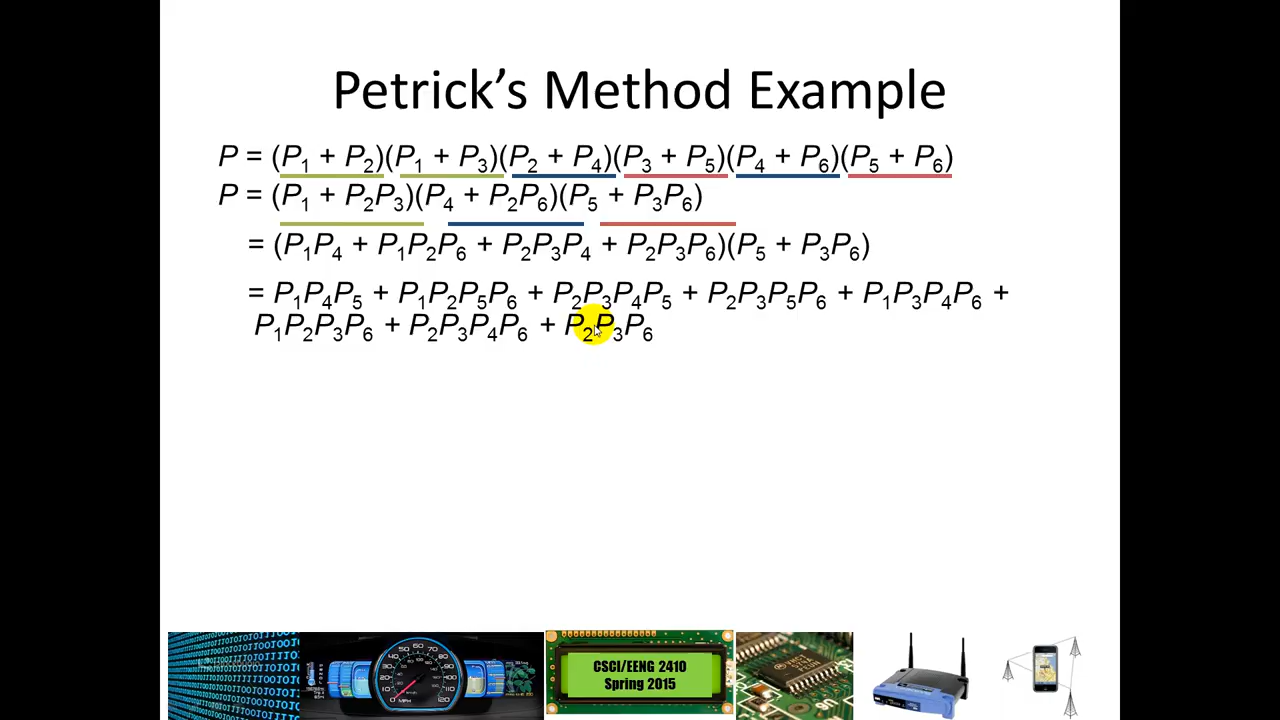 Petrick's Method Example
P = (P₁ + P₂)(P₁ + P₃)(P₂ + P₄)(P₃ + P₅)(P₄ + P₆)(P₅ + P₆)
P = (P₁ + P₂P₃)(P₄ + P₂P₆)(P₅ + P₃P₆)
= (P₁P₄ + P₁P₂P₆ + P₂P₃P₄ + P₂P₃P₆)(P₅ + P₃P₆)
= P₁P₄P₅ + P₁P₂P₅P₆ + P₂P₃P₄P₅ + P₂P₃P₅P₆ + P₁P₃P₄P₆ +
P₁P₂P₃P₆ + P₂P₃P₄P₆ + P₂P₃P₆
CSCI/EENG 2410
Spring 2015